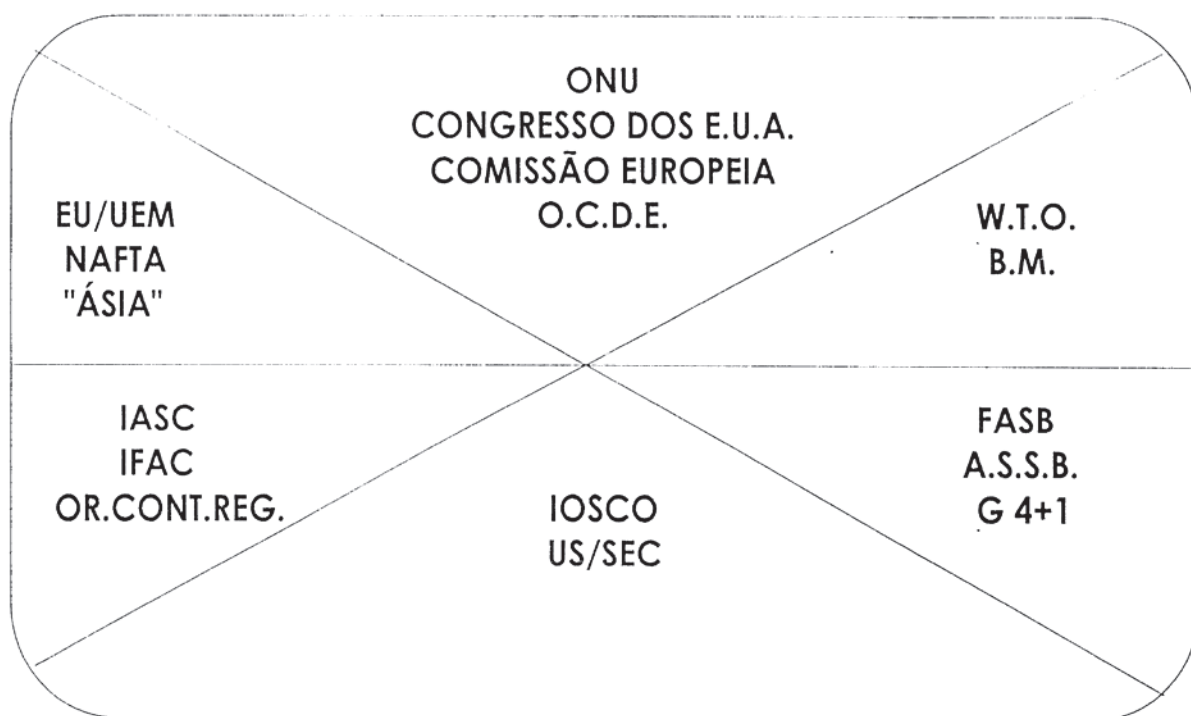 ONU
CONGRESSO DOS E.U.A.
COMISSÃO EUROPEIA
O.C.D.E.
EU/UEM
NAFTA
"ÁSIA"
W.T.O.
B.M.
IASC
IFAC
OR.CONT.REG.
IOSCO
US/SEC
FASB
A.S.S.B.
G 4+1